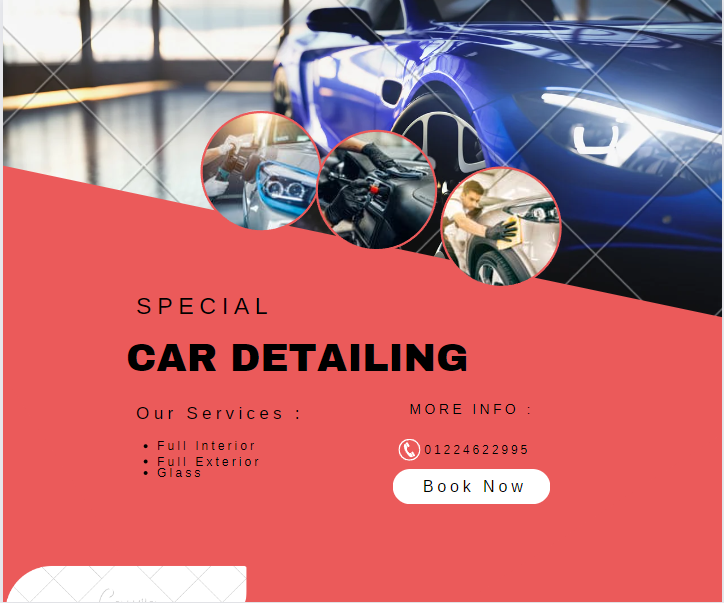 SPECIAL
CAR DETAILING
Our Services :
Full Interior
Full Exterior
Glass
MORE INFO :
01224622995
Book Now